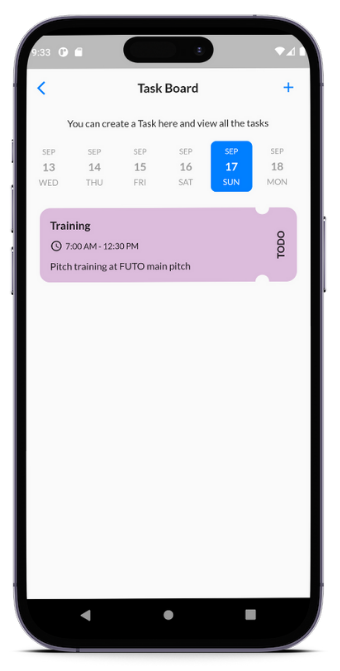 9:33
Task Board
You can create a Task here and view all the tasks
SEP SEP SEP SEP SEP SEP
13 14 15 16 17 18
WED THU FRI SAT SUN MON
Training
7:00 AM - 12:30 PM
TODO
Pitch training at FUTO main pitch